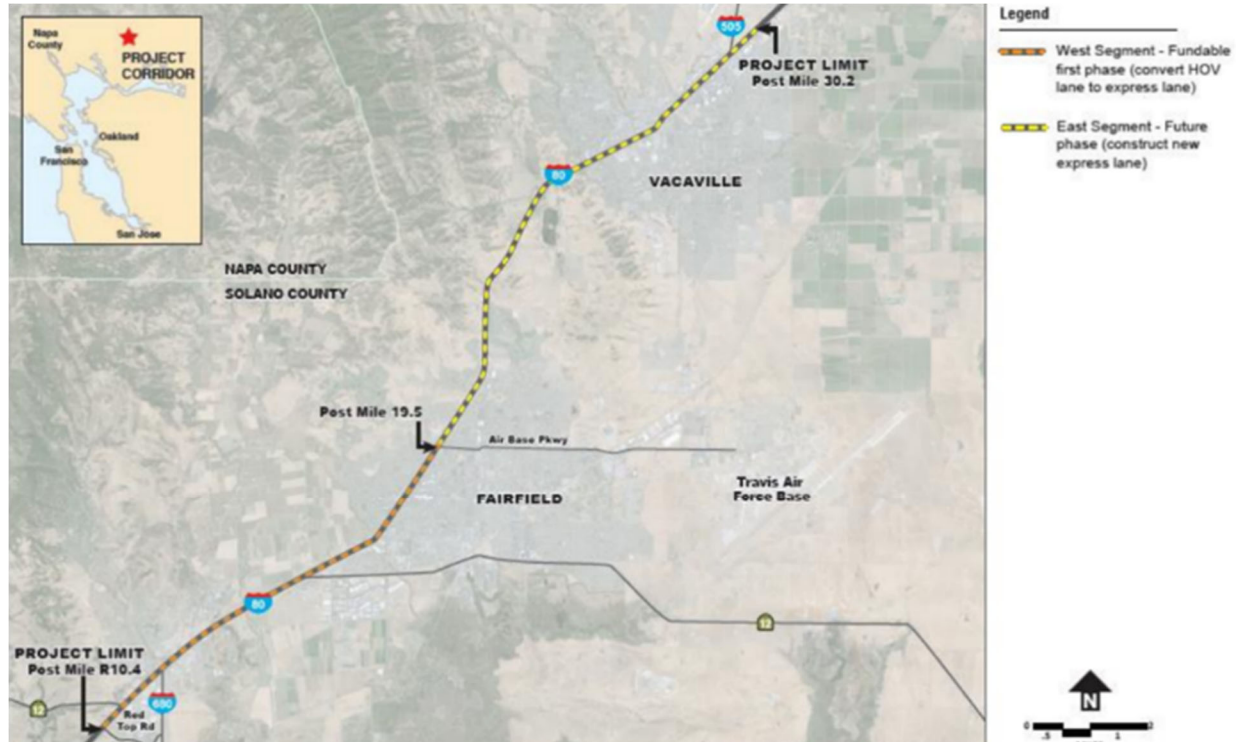 Napa
County
PROJECT
CORRIDOR
Oakland
San
Francisco
San Jose
505
PROJECT LIMIT
Post Mile 30.2
80
VACAVILLE
NAPA COUNTY
SOLANO COUNTY
Post Mile 19.5
Air Base Pkwy
FAIRFIELD
Travis Air
Force Base
80
12
PROJECT LIMIT
Post Mile R10.4
680
12
Red
Top Rd
Legend
West Segment - Fundable
first phase (convert HOV
lane to express lane)
East Segment - Future
phase (construct new
express lane)
N
0 2
.5 1